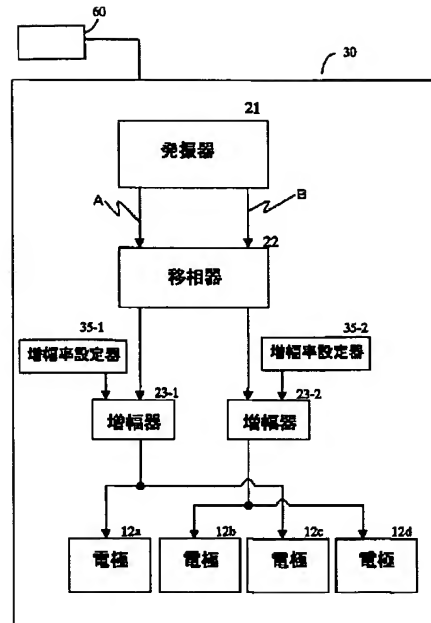 60
30
21
発振器
A
B
22
移相器
35-1
増幅率設定器
35-2
増幅率設定器
23-1
増幅器
23-2
増幅器
12a
電極
12b
電極
12c
電極
12d
電極